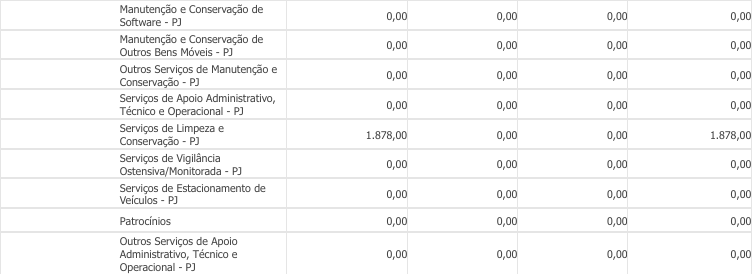 Manutenção e Conservação de
Software - PJ
0,00 0,00 0,00 0,00
Manutenção e Conservação de
Outros Bens Móveis - PJ
0,00 0,00 0,00 0,00
Outros Serviços de Manutenção e
Conservação - PJ
0,00 0,00 0,00 0,00
Serviços de Apoio Administrativo,
Técnico e Operacional - PJ
0,00 0,00 0,00 0,00
Serviços de Limpeza e
Conservação - PJ
1.878,00 0,00 0,00 1.878,00
Serviços de Vigilância
Ostensiva/Monitorada - PJ
0,00 0,00 0,00 0,00
Serviços de Estacionamento de
Veículos - PJ
0,00 0,00 0,00 0,00
Patrocínios 0,00 0,00 0,00 0,00
Outros Serviços de Apoio
Administrativo, Técnico e
Operacional - PJ
0,00 0,00 0,00 0,00